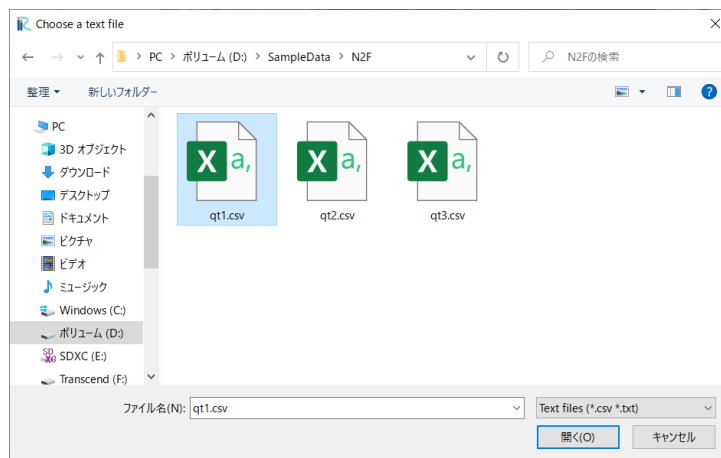 Choose a text file
PC > ボリューム (D:) > SampleData > N2F
N2Fの検索
整理 新しいフォルダー
PC
3D オブジェクト
ダウンロード
デスクトップ
ドキュメント
ピクチャ
ビデオ
ミュージック
Windows (C:)
ボリューム (D:)
SDXC (E:)
Transcend (F:)
qt1.csv
qt2.csv
qt3.csv
ファイル名(N): qt1.csv
Text files (*.csv *.txt)
開く(O) キャンセル